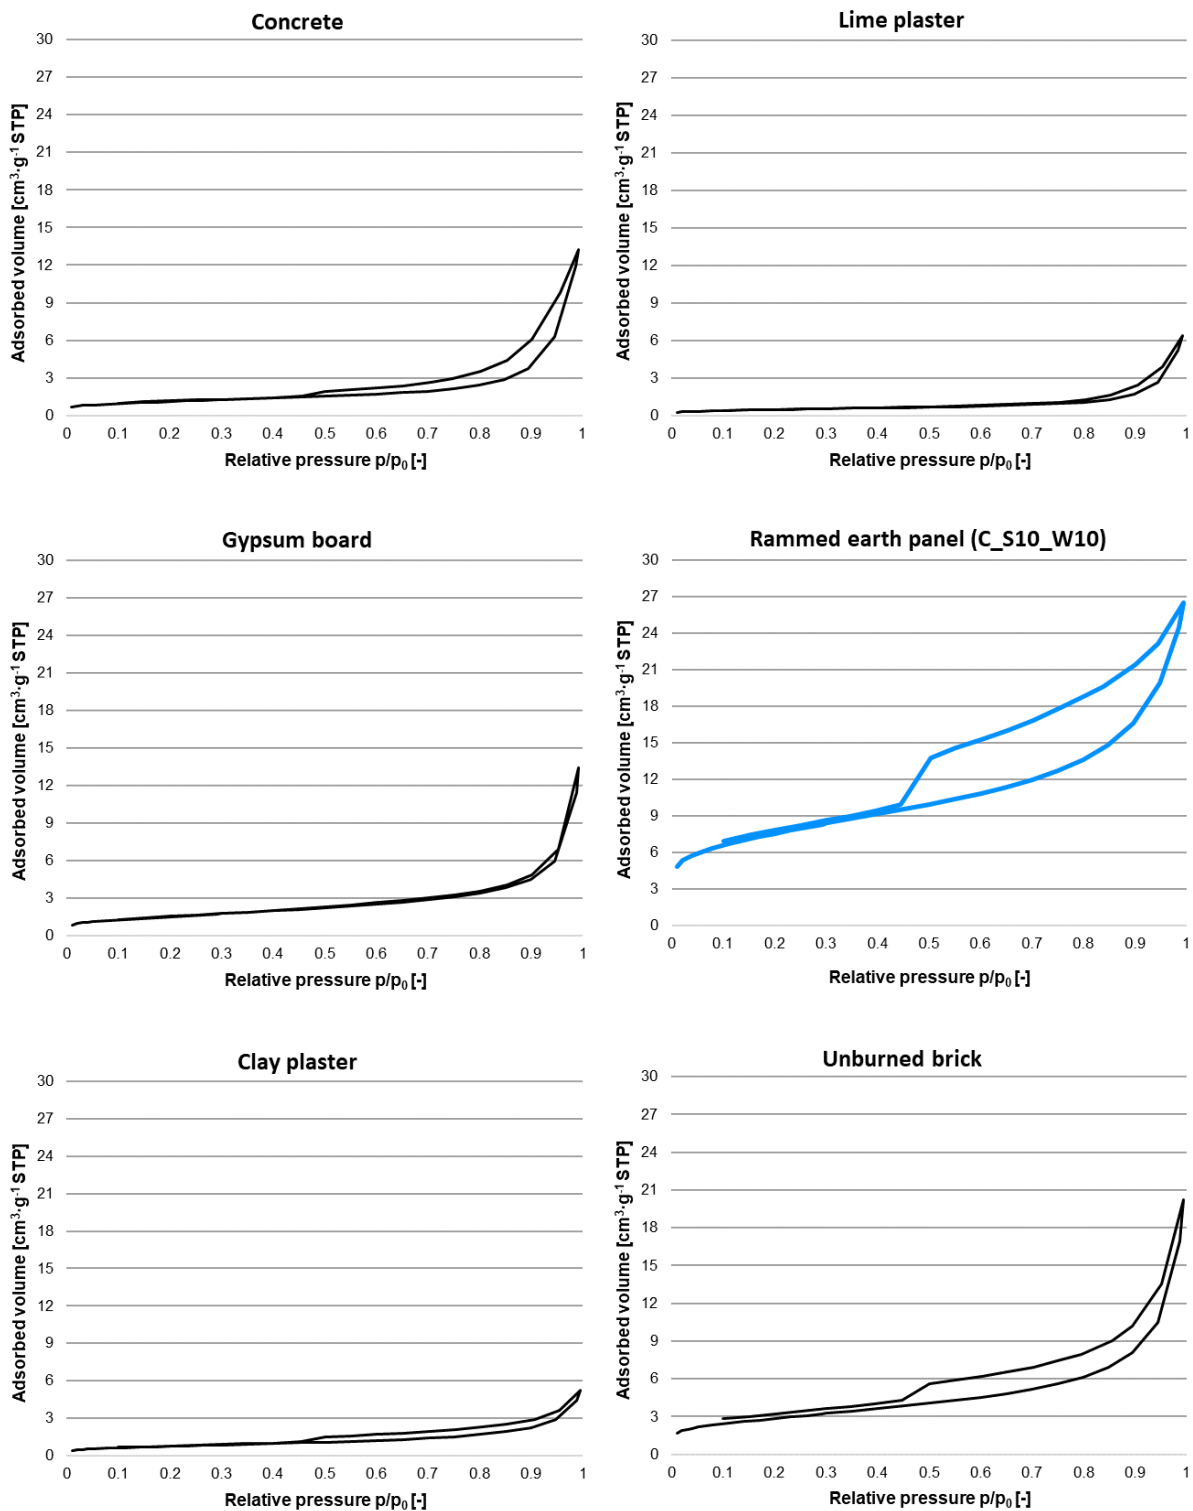 Concrete
30
27
24
21
18
15
12
9
6
3
0
Adsorbed volume [cm³·g⁻¹ STP]
0 0.1 0.2 0.3 0.4 0.5 0.6 0.7 0.8 0.9 1
Relative pressure p/p₀ [-]
Lime plaster
30
27
24
21
18
15
12
9
6
3
0
Adsorbed volume [cm³·g⁻¹ STP]
0 0.1 0.2 0.3 0.4 0.5 0.6 0.7 0.8 0.9 1
Relative pressure p/p₀ [-]
Gypsum board
30
27
24
21
18
15
12
9
6
3
0
Adsorbed volume [cm³·g⁻¹ STP]
0 0.1 0.2 0.3 0.4 0.5 0.6 0.7 0.8 0.9 1
Relative pressure p/p₀ [-]
Rammed earth panel (C_S10_W10)
30
27
24
21
18
15
12
9
6
3
0
Adsorbed volume [cm³·g⁻¹ STP]
0 0.1 0.2 0.3 0.4 0.5 0.6 0.7 0.8 0.9 1
Relative pressure p/p₀ [-]
Clay plaster
30
27
24
21
18
15
12
9
6
3
0
Adsorbed volume [cm³·g⁻¹ STP]
0 0.1 0.2 0.3 0.4 0.5 0.6 0.7 0.8 0.9 1
Relative pressure p/p₀ [-]
Unburned brick
30
27
24
21
18
15
12
9
6
3
0
Adsorbed volume [cm³·g⁻¹ STP]
0 0.1 0.2 0.3 0.4 0.5 0.6 0.7 0.8 0.9 1
Relative pressure p/p₀ [-]